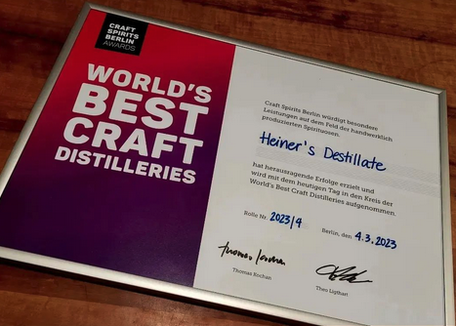 CRAFT
SPIRITS
BERLIN
AWARDS
WORLD'S
BEST
CRAFT
DISTILLERIES
Craft Spirits Berlin würdigt besondere
Leistungen auf dem Feld der handwerklich
produzierten Spirituosen.
Heiner's Destillate
hat herausragende Erfolge erzielt und
wird mit dem heutigen Tag in den Kreis der
World's Best Craft Distilleries aufgenommen.
Rolle Nr. 2023/9
Berlin, den 4.3.2023
Thomas Kochan
Theo Ligthart